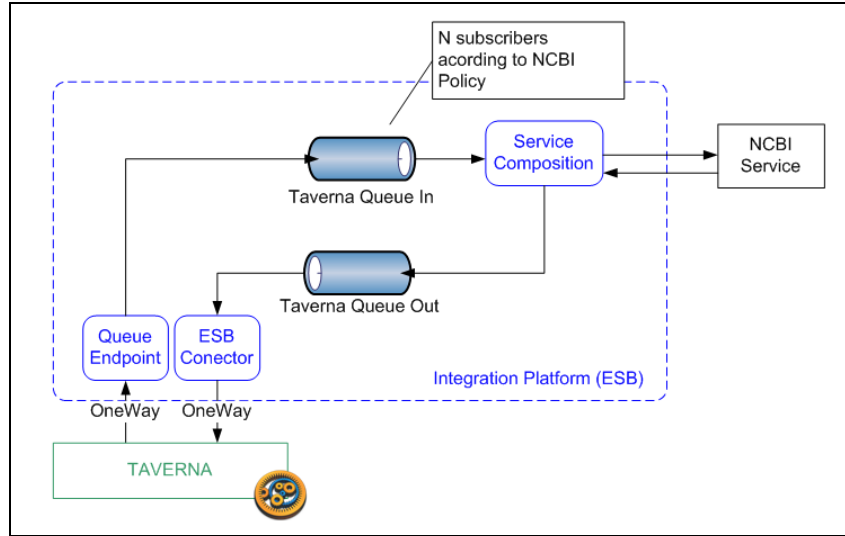 N subscribers
acording to NCBI
Policy
Service
Composition
NCBI
Service
Taverna Queue In
Taverna Queue Out
Queue
Endpoint
ESB
Conector
Integration Platform (ESB)
OneWay
OneWay
TAVERNA